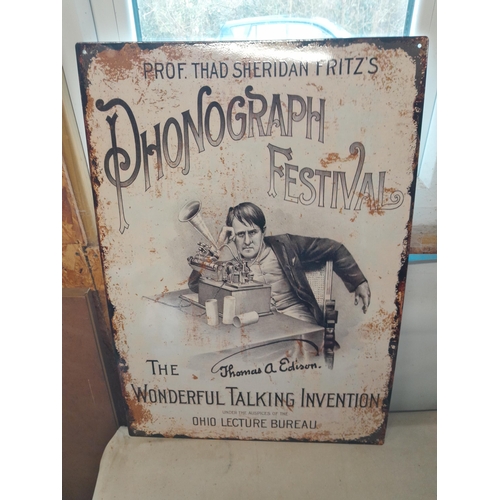 PROF. THAD SHERIDAN FRITZ'S
PHONOGRAPH
FESTIVAL
THE
Thomas A Edison.
WONDERFUL TALKING INVENTION
UNDER THE AUSPICES OF THE
OHIO LECTURE BUREAU